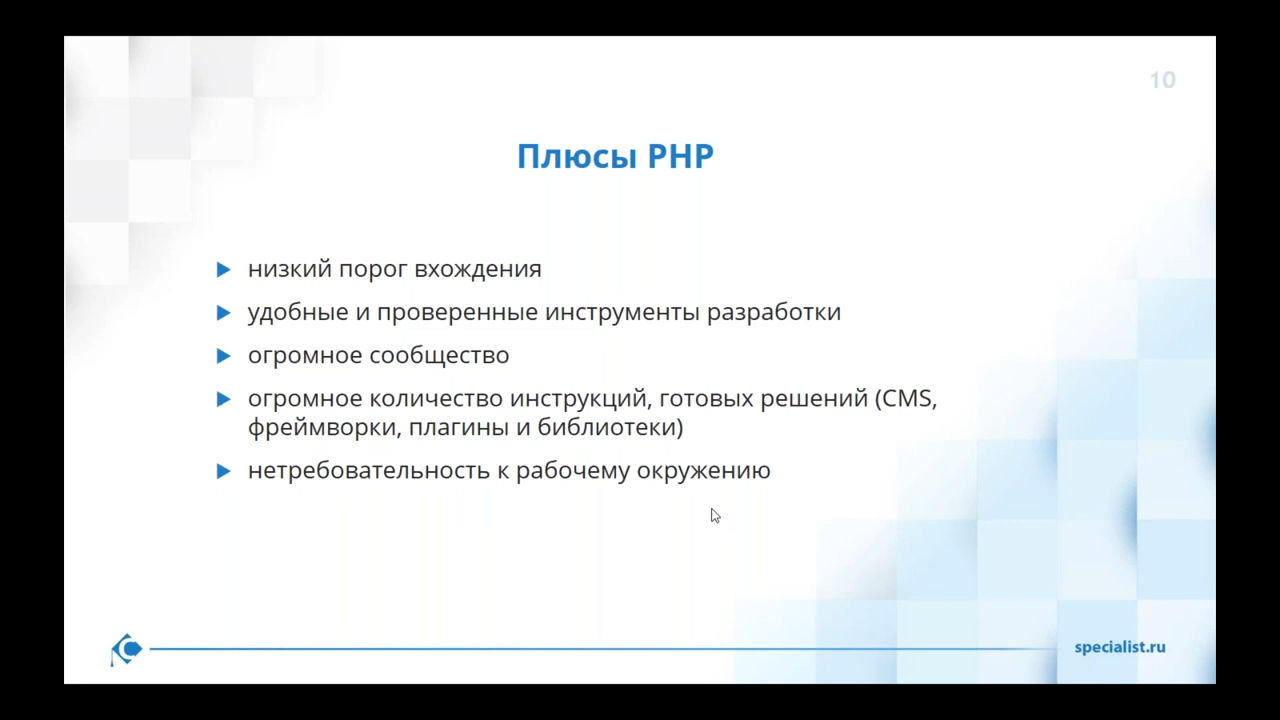 10
Плюсы PHP
низкий порог вхождения
удобные и проверенные инструменты разработки
огромное сообщество
огромное количество инструкций, готовых решений (CMS,
фреймворки, плагины и библиотеки)
нетребовательность к рабочему окружению
specialist.ru